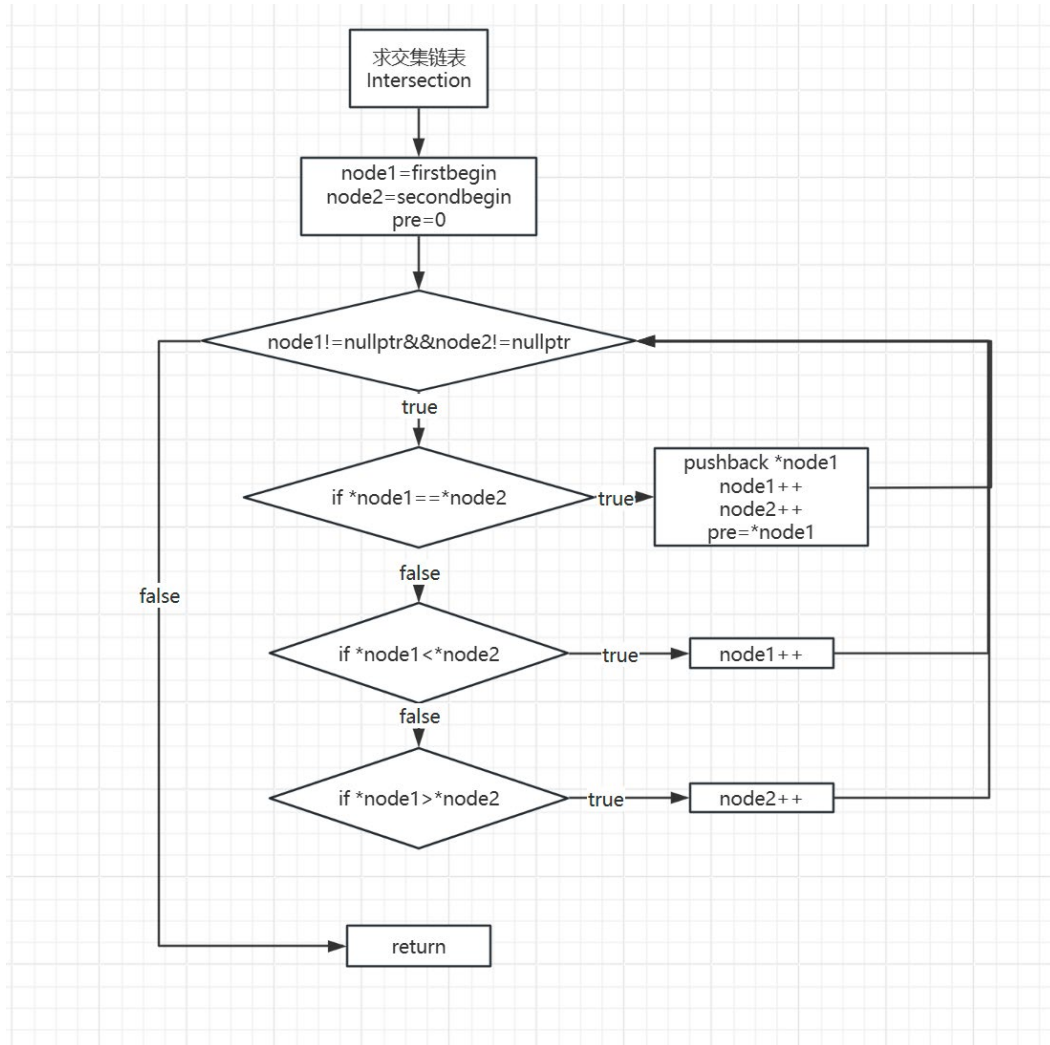 求交集链表
Intersection
node1=firstbegin
node2=secondbegin
pre=0
node1!=nullptr&&node2!=nullptr
true
if *node1==*node2
true
pushback *node1
node1++
node2++
pre=*node1
false
false
if *node1<*node2
true
node1++
false
if *node1>*node2
true
node2++
return